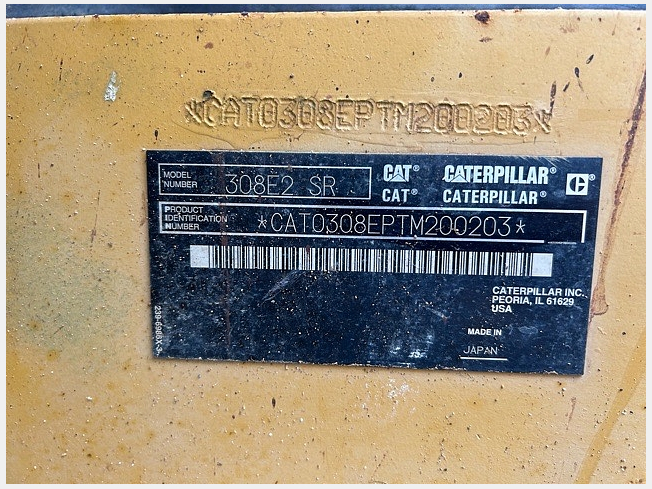 *CAT0308EPTM200203*
MODEL NUMBER 308E2 SR
CAT® CATERPILLAR®
CAT® CATERPILLAR®
C
PRODUCT IDENTIFICATION NUMBER *CAT0308EPTM200203*
CATERPILLAR INC.
PEORIA, IL 61629
USA
MADE IN
JAPAN